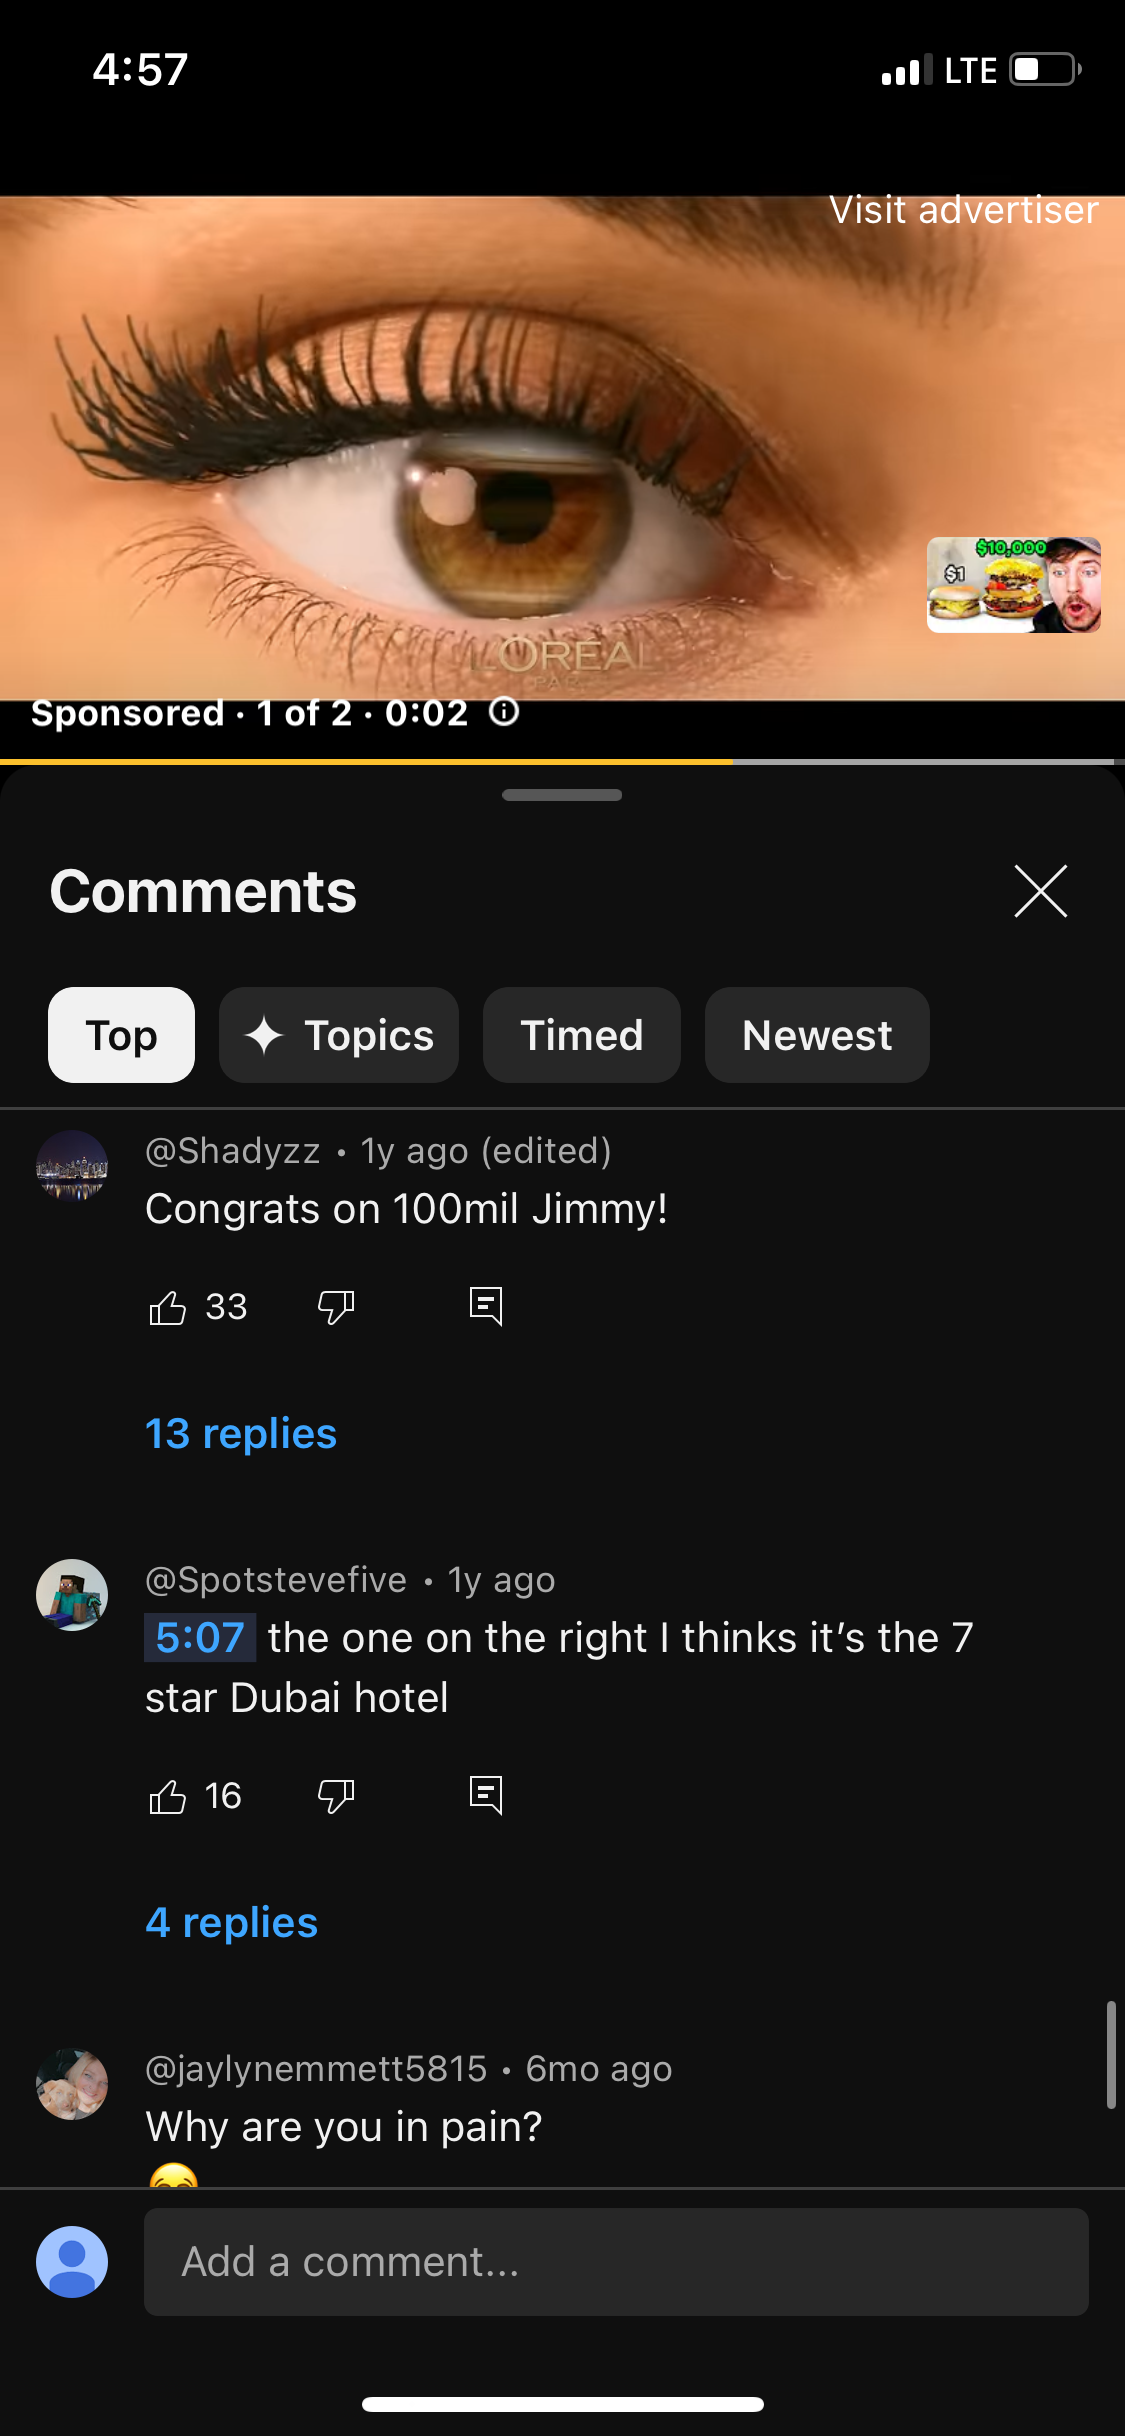 4:57
LTE
Visit advertiser
$10,000
$1
L'ORÉAL
Sponsored · 1 of 2 · 0:02
Comments
Top
Topics
Timed
Newest
@Shadyzz · 1y ago (edited)
Congrats on 100mil Jimmy!
33
13 replies
@Spotstevefive · 1y ago
5:07 the one on the right I thinks it’s the 7
star Dubai hotel
16
4 replies
@jaylynemmett5815 · 6mo ago
Why are you in pain?
Add a comment...